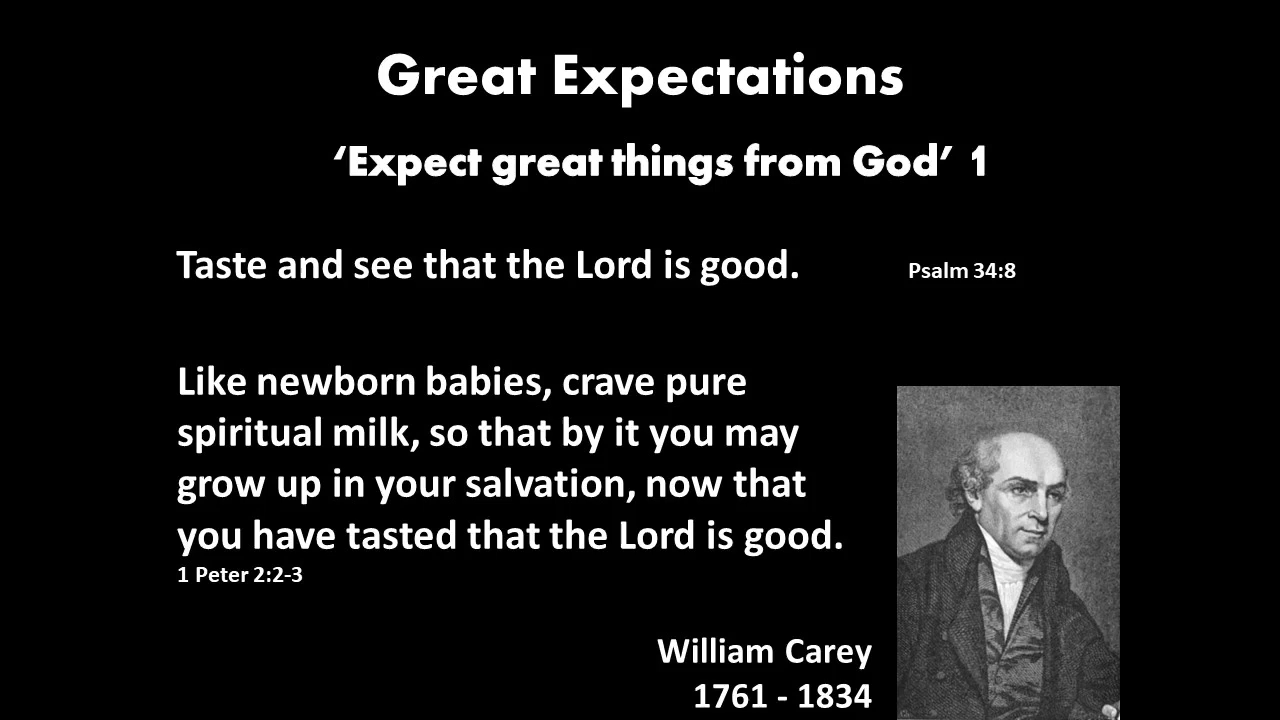 Great Expectations
‘Expect great things from God’ 1
Taste and see that the Lord is good. Psalm 34:8
Like newborn babies, crave pure
spiritual milk, so that by it you may
grow up in your salvation, now that
you have tasted that the Lord is good.
1 Peter 2:2-3
William Carey
1761 - 1834